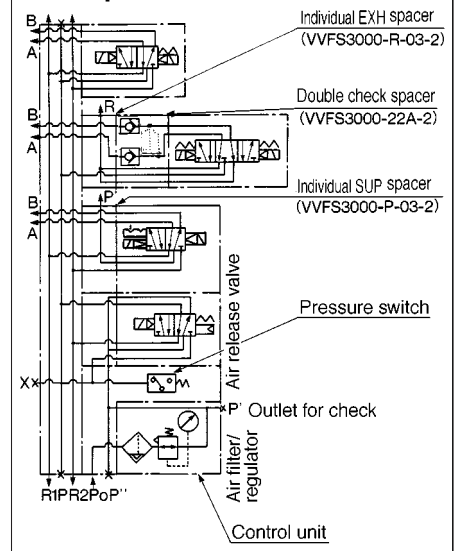 Individual EXH spacer
(VVFS3000-R-03-2)
B
A
R
Double check spacer
(VVFS3000-22A-2)
B
A
Individual SUP spacer
(VVFS3000-P-03-2)
P
B
A
Air release valve
Pressure switch
X
P' Outlet for check
Air filter/
regulator
R1PR2PoP"
Control unit